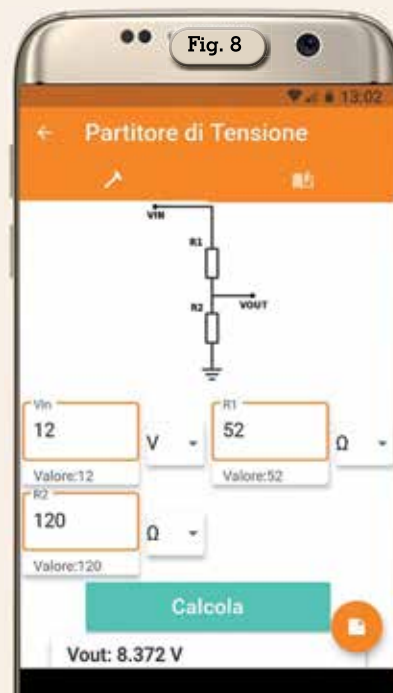 Fig. 8
13:02
Partitore di Tensione
VIN
R1
R2
VOUT
Vin
12
V
Valore:12
R1
52
Ω
Valore:52
R2
120
Ω
Valore:120
Calcola
Vout: 8.372 V